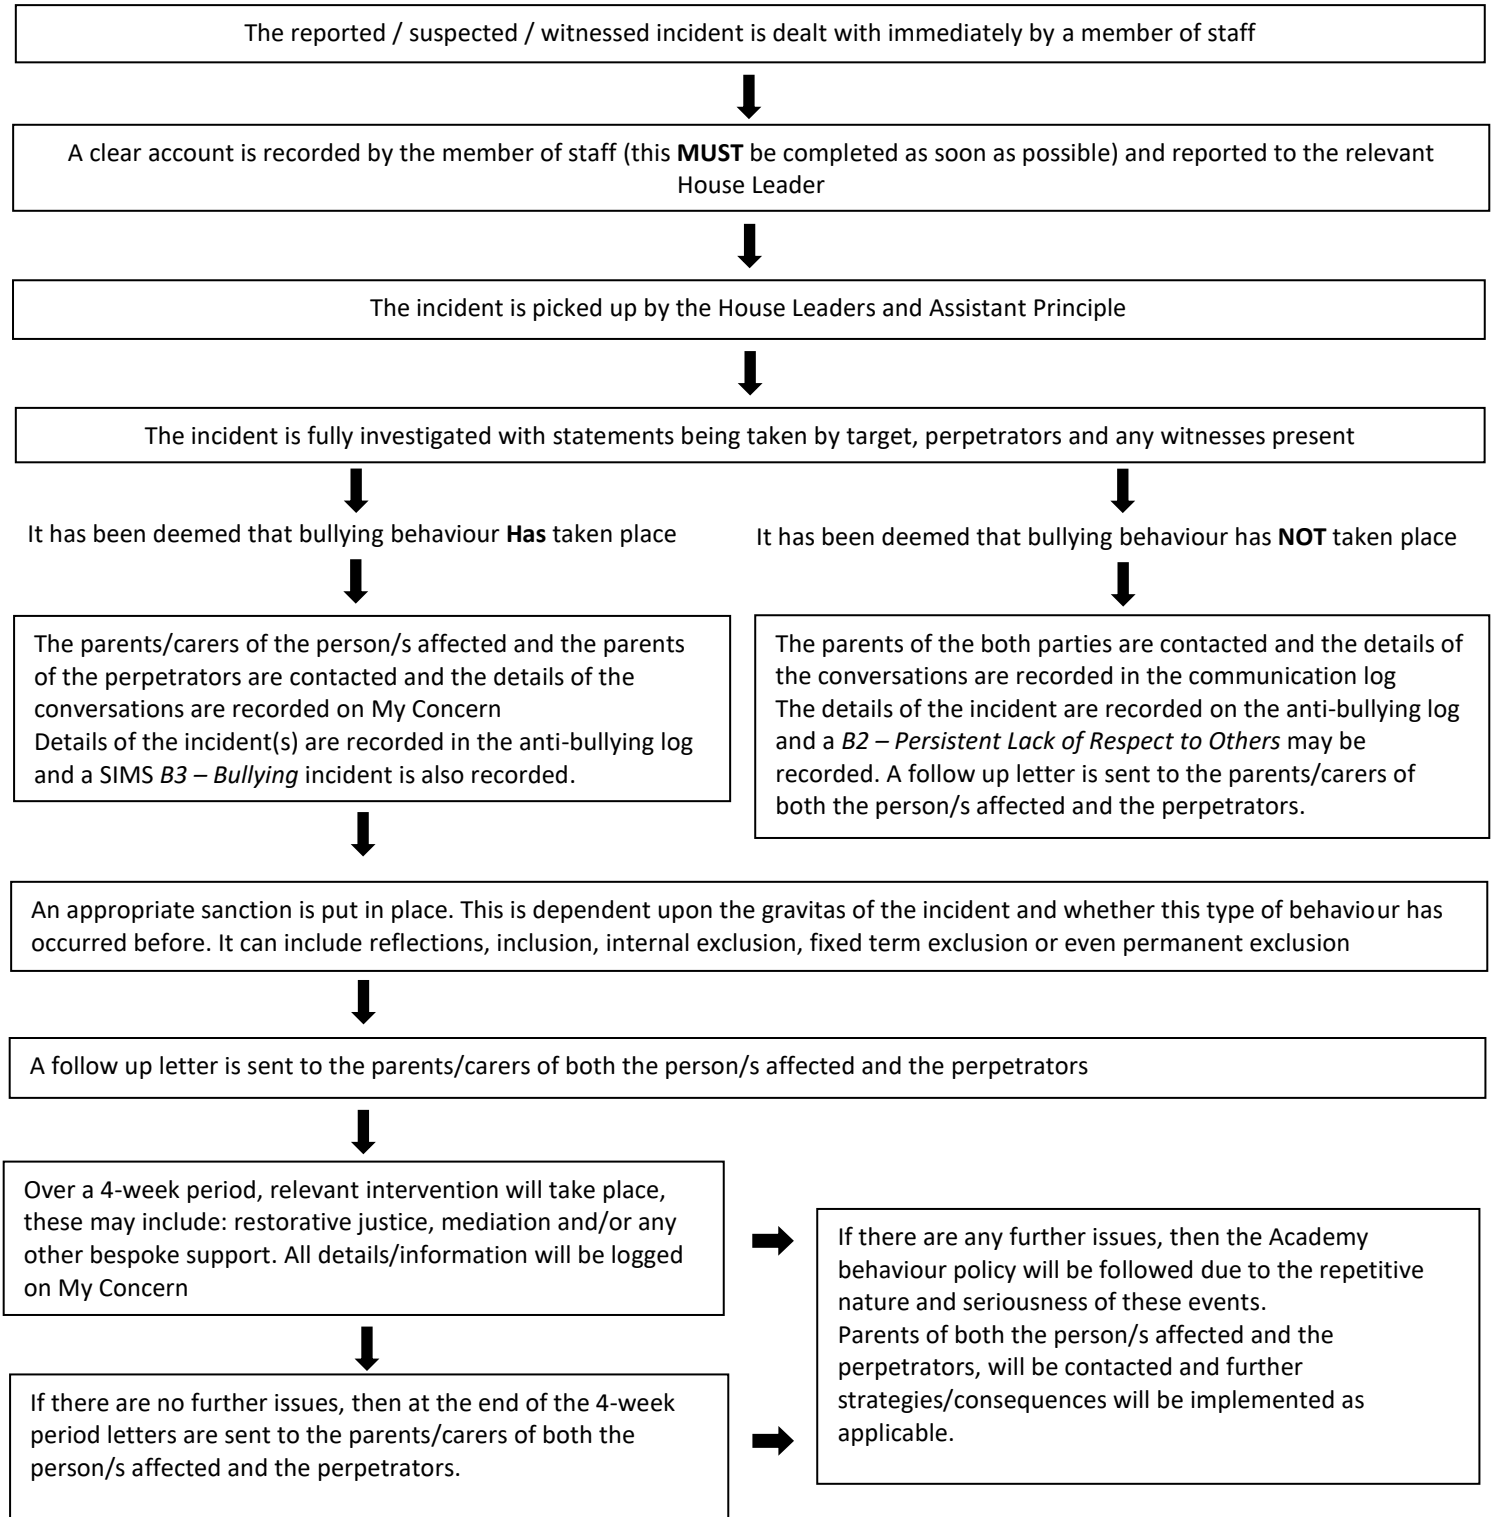 The reported / suspected / witnessed incident is dealt with immediately by a member of staff
A clear account is recorded by the member of staff (this MUST be completed as soon as possible) and reported to the relevant
House Leader
The incident is picked up by the House Leaders and Assistant Principle
The incident is fully investigated with statements being taken by target, perpetrators and any witnesses present
It has been deemed that bullying behaviour Has taken place
It has been deemed that bullying behaviour has NOT taken place
The parents/carers of the person/s affected and the parents
of the perpetrators are contacted and the details of the
conversations are recorded on My Concern
Details of the incident(s) are recorded in the anti-bullying log
and a SIMS B3 – Bullying incident is also recorded.
The parents of the both parties are contacted and the details of
the conversations are recorded in the communication log
The details of the incident are recorded on the anti-bullying log
and a B2 – Persistent Lack of Respect to Others may be
recorded. A follow up letter is sent to the parents/carers of
both the person/s affected and the perpetrators.
An appropriate sanction is put in place. This is dependent upon the gravitas of the incident and whether this type of behaviour has
occurred before. It can include reflections, inclusion, internal exclusion, fixed term exclusion or even permanent exclusion
A follow up letter is sent to the parents/carers of both the person/s affected and the perpetrators
Over a 4-week period, relevant intervention will take place,
these may include: restorative justice, mediation and/or any
other bespoke support. All details/information will be logged
on My Concern
If there are any further issues, then the Academy
behaviour policy will be followed due to the repetitive
nature and seriousness of these events.
Parents of both the person/s affected and the
perpetrators, will be contacted and further
strategies/consequences will be implemented as
applicable.
If there are no further issues, then at the end of the 4-week
period letters are sent to the parents/carers of both the
person/s affected and the perpetrators.